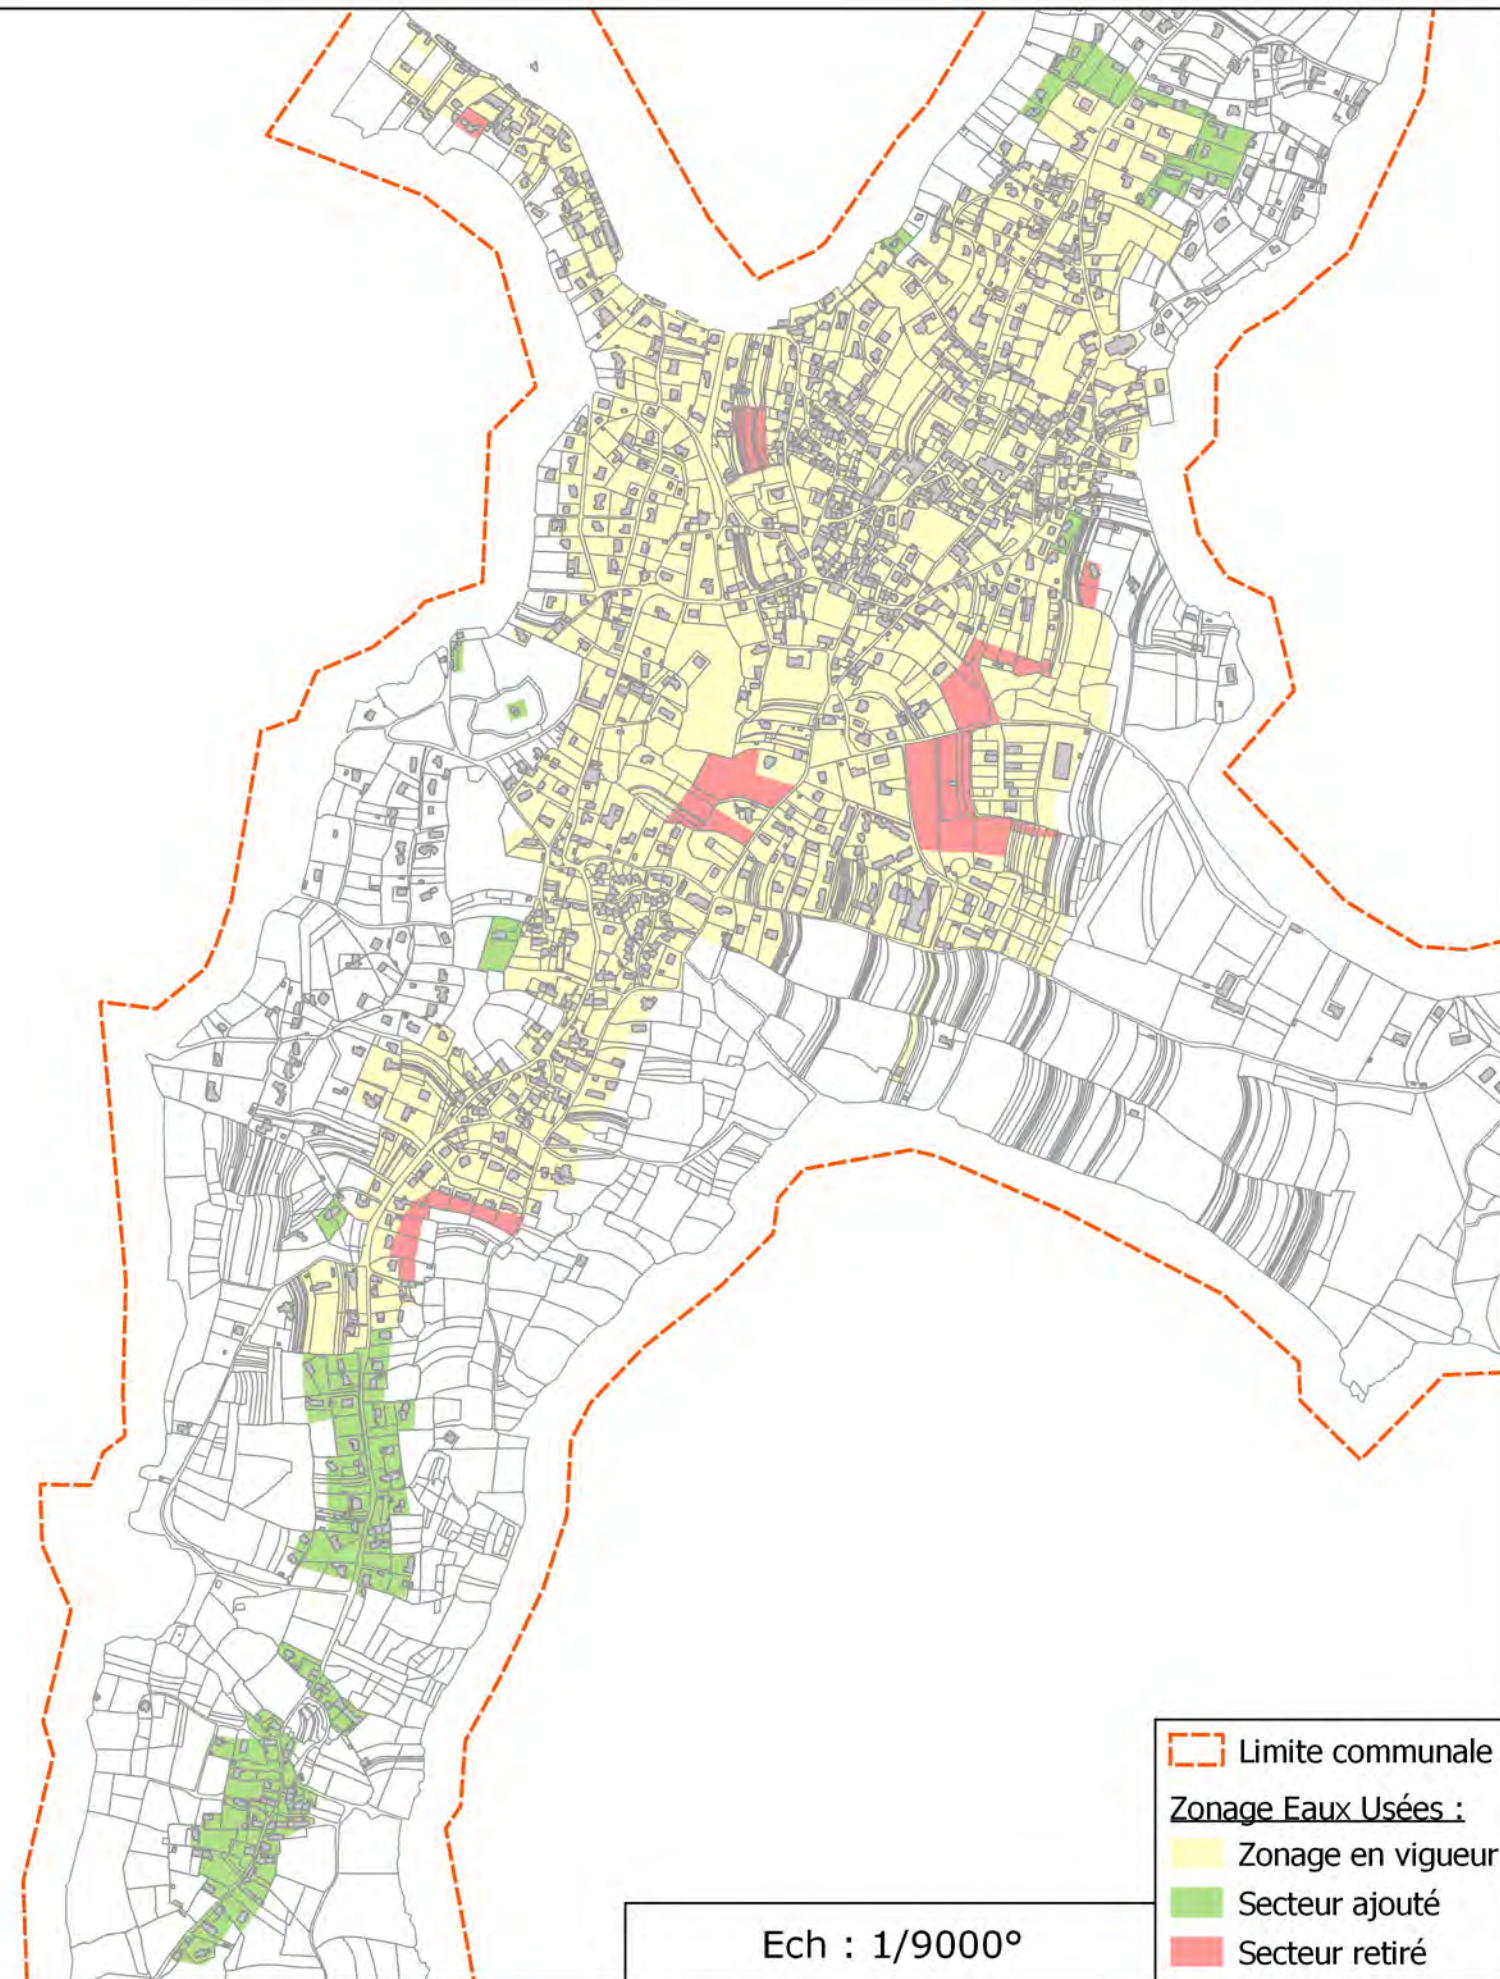 Limite communale
Zonage Eaux Usées :
Zonage en vigueur
Secteur ajouté
Secteur retiré
Ech : 1/9000°